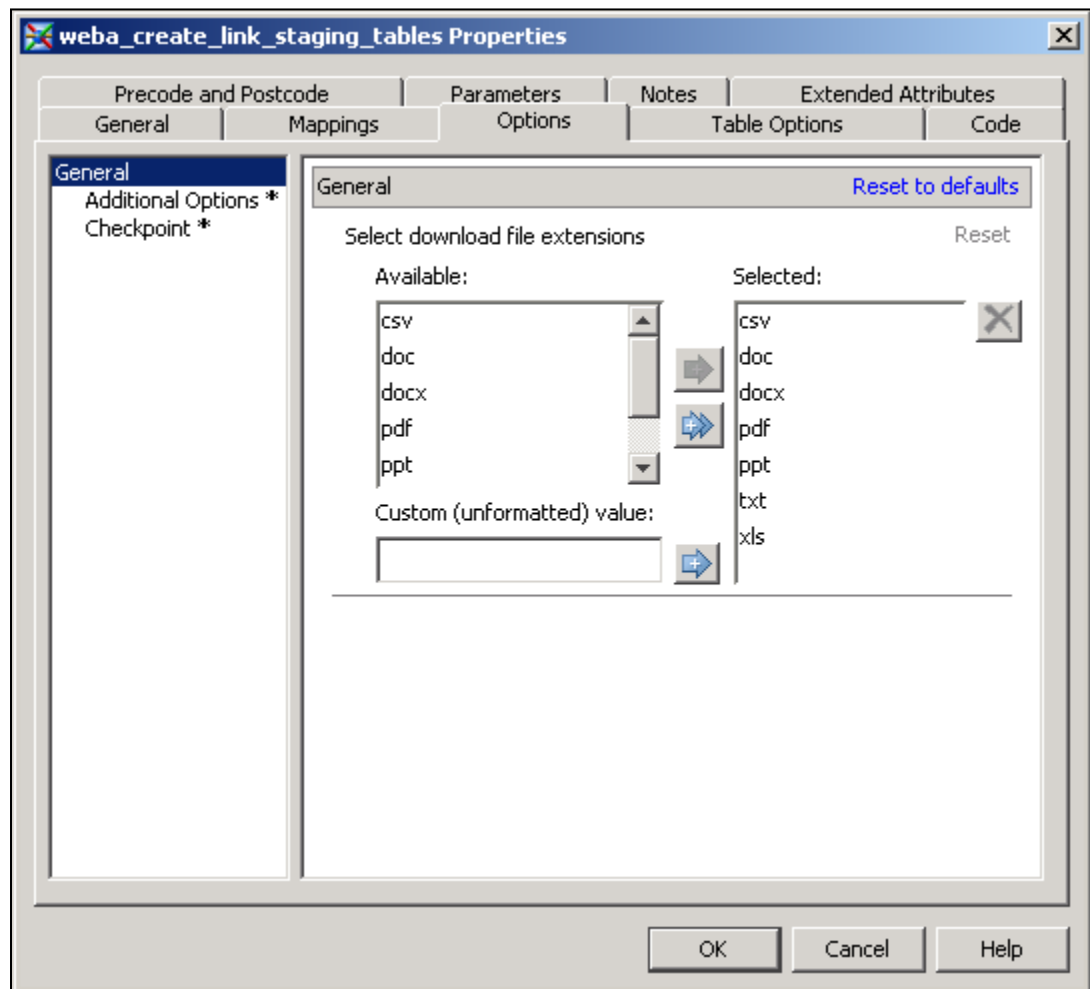 weba_create_link_staging_tables Properties
Precode and Postcode Parameters Notes Extended Attributes
General Mappings Options Table Options Code
General
Additional Options *
Checkpoint *
General Reset to defaults
Select download file extensions Reset
Available: Selected:
csv csv
doc doc
docx docx
pdf pdf
ppt ppt
txt
Custom (unformatted) value:
xls
OK Cancel Help